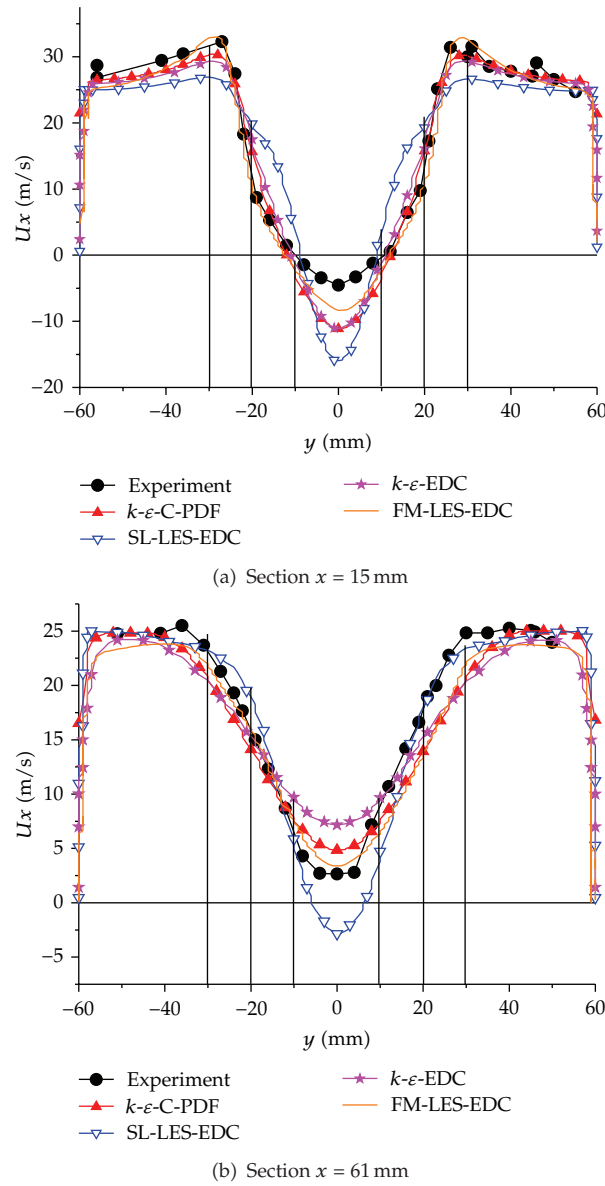 30
20
10
0
−10
−20
Ux (m/s)
−60 −40 −20 0 20 40 60
y (mm)
Experiment
k-ε-C-PDF
SL-LES-EDC
k-ε-EDC
FM-LES-EDC
(a) Section x = 15 mm
25
20
15
10
5
0
−5
Ux (m/s)
−60 −40 −20 0 20 40 60
y (mm)
Experiment
k-ε-C-PDF
SL-LES-EDC
k-ε-EDC
FM-LES-EDC
(b) Section x = 61 mm